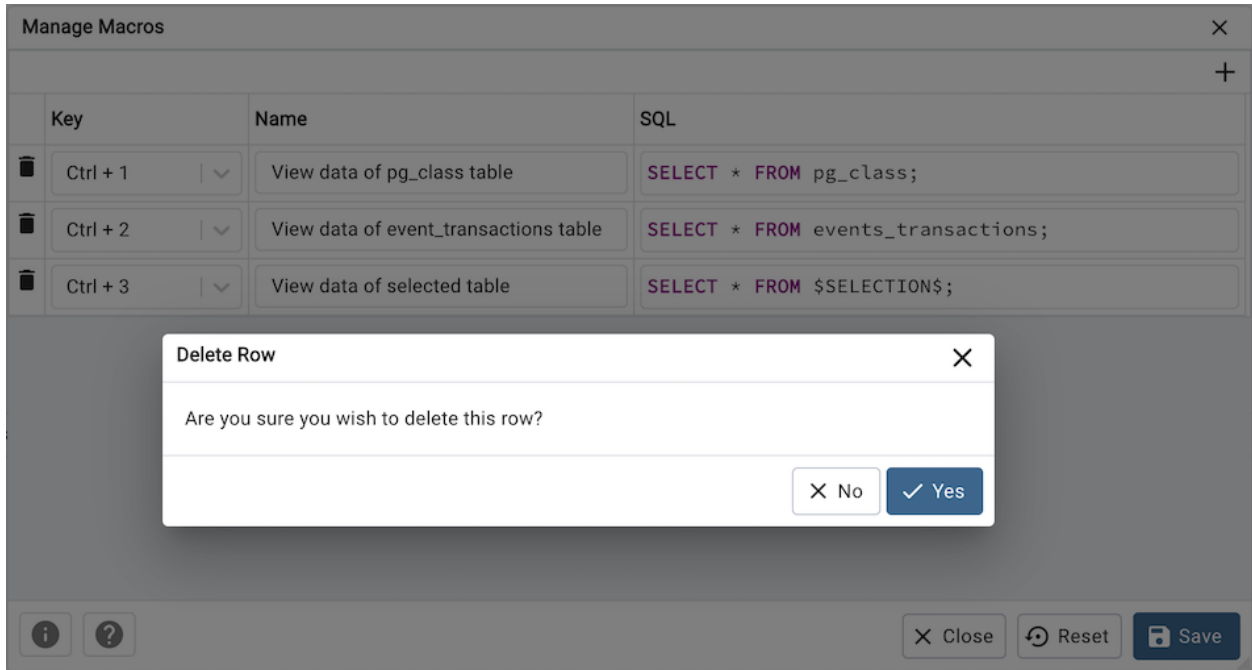 Manage Macros
Key Name SQL
Ctrl + 1 View data of pg_class table SELECT * FROM pg_class;
Ctrl + 2 View data of event_transactions table SELECT * FROM events_transactions;
Ctrl + 3 View data of selected table SELECT * FROM $SELECTION$;
Delete Row
Are you sure you wish to delete this row?
No Yes
Close Reset Save